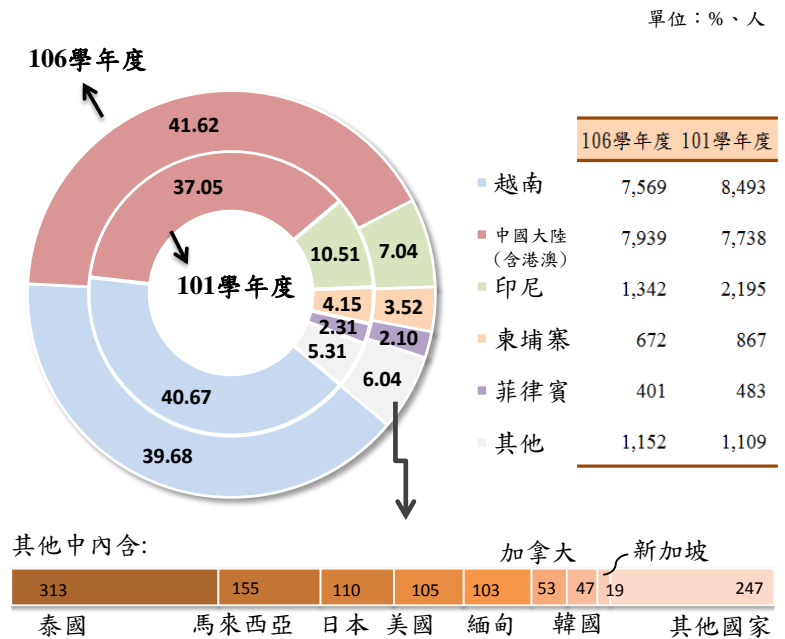 單位：%、人
106學年度
41.62
37.05
10.51
7.04
101學年度
4.15
3.52
2.31
2.10
5.31
6.04
40.67
39.68
106學年度 101學年度
越南 7,569 8,493
中國大陸 7,939 7,738
(含港澳)
印尼 1,342 2,195
柬埔寨 672 867
菲律賓 401 483
其他 1,152 1,109
其他中內含:
加拿大 新加坡
313 155 110 105 103 53 47 19 247
泰國 馬來西亞 日本 美國 緬甸 韓國 其他國家